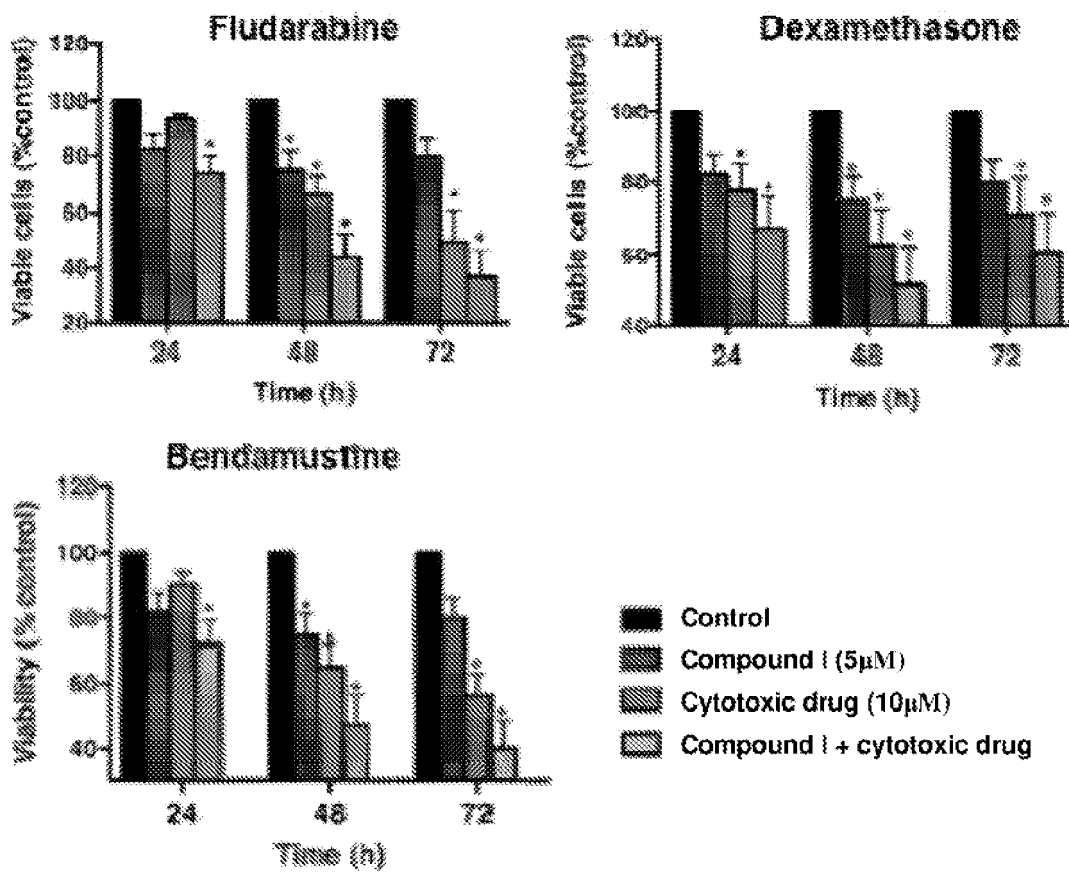 Fludarabine
Viable cells (%control)
120
100
80
60
40
20
24 48 72
Time (h)
Dexamethasone
Viable cells (%control)
120
100
80
60
40
24 48 72
Time (h)
Bendamustine
Viability (% control)
120
100
80
60
40
24 48 72
Time (h)
Control
Compound I (5μM)
Cytotoxic drug (10μM)
Compound I + cytotoxic drug